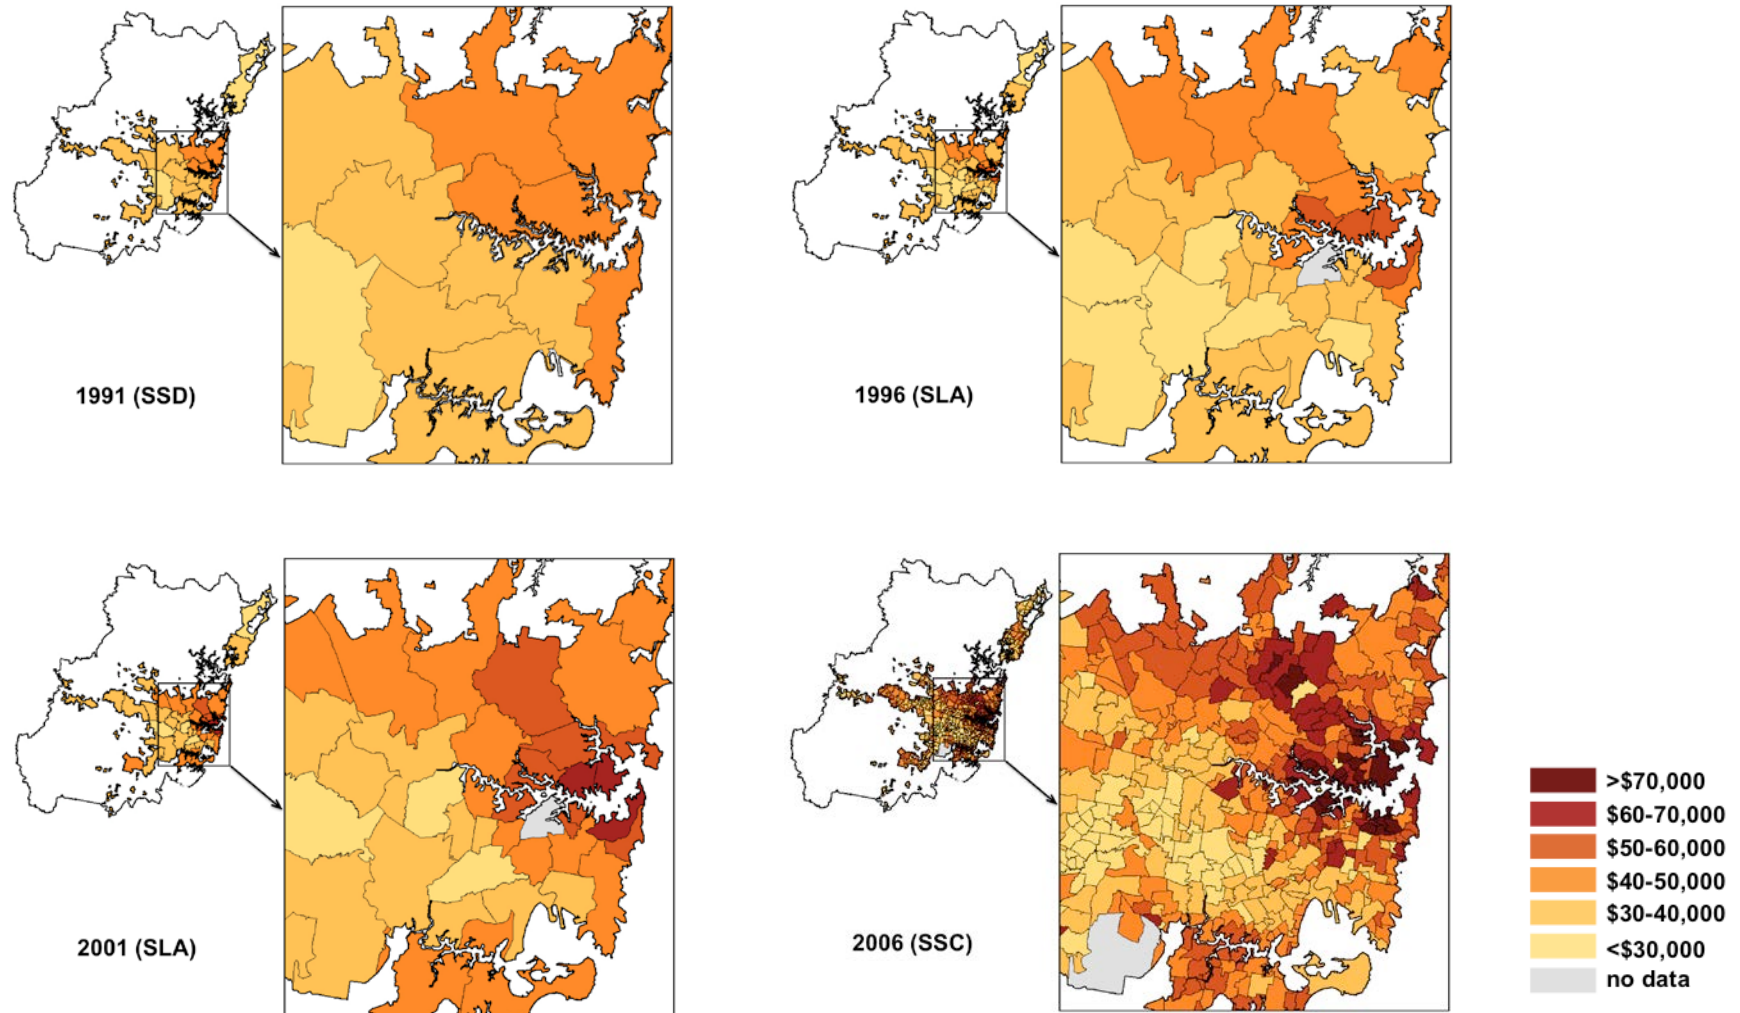 1991 (SSD)
1996 (SLA)
2001 (SLA)
2006 (SSC)
>$70,000
$60-70,000
$50-60,000
$40-50,000
$30-40,000
<$30,000
no data